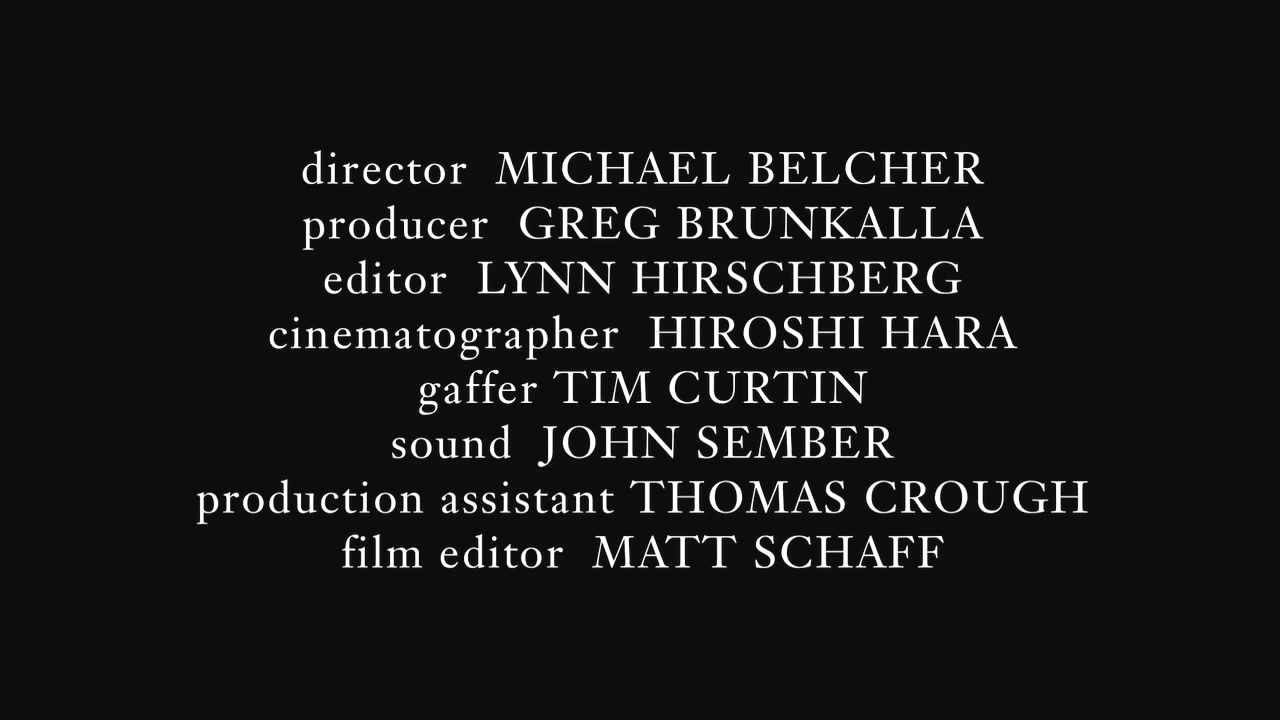 director MICHAEL BELCHER
producer GREG BRUNKALLA
editor LYNN HIRSCHBERG
cinematographer HIROSHI HARA
gaffer TIM CURTIN
sound JOHN SEMBER
production assistant THOMAS CROUGH
film editor MATT SCHAFF